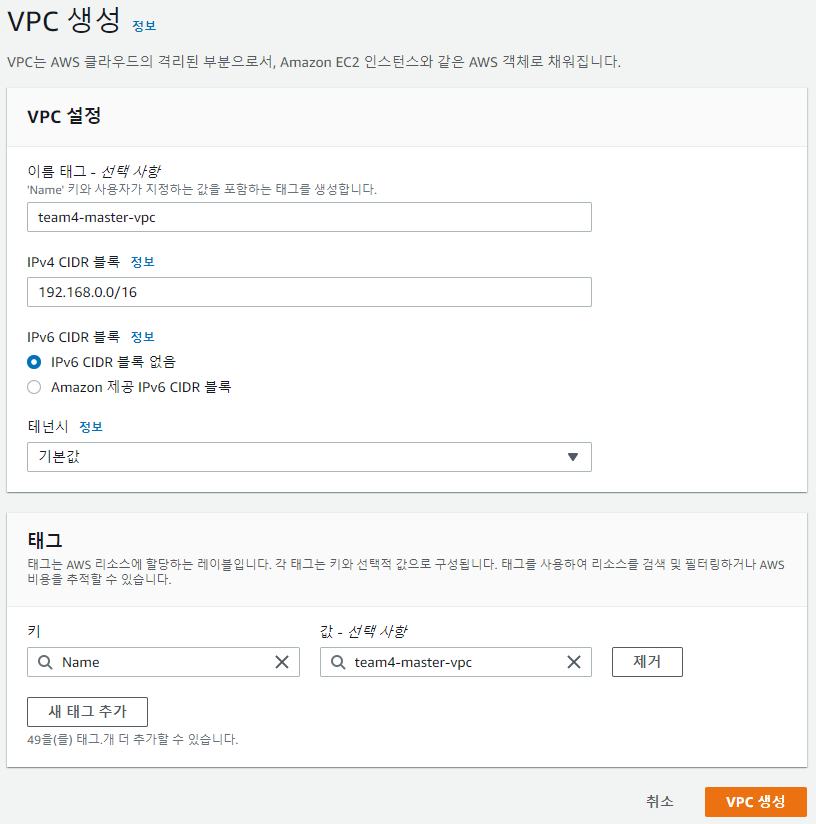 VPC 생성 정보
VPC는 AWS 클라우드의 격리된 부분으로서, Amazon EC2 인스턴스와 같은 AWS 객체로 채워집니다.
VPC 설정
이름 태그 - 선택 사항
'Name' 키와 사용자가 지정하는 값을 포함하는 태그를 생성합니다.
team4-master-vpc
IPv4 CIDR 블록 정보
192.168.0.0/16
IPv6 CIDR 블록 정보
IPv6 CIDR 블록 없음
Amazon 제공 IPv6 CIDR 블록
테넌시 정보
기본값
태그
태그는 AWS 리소스에 할당하는 레이블입니다. 각 태그는 키와 선택적 값으로 구성됩니다. 태그를 사용하여 리소스를 검색 및 필터링하거나 AWS
비용을 추적할 수 있습니다.
키 값 - 선택 사항
Name team4-master-vpc 제거
새 태그 추가
49을(를) 태그.개 더 추가할 수 있습니다.
취소 VPC 생성